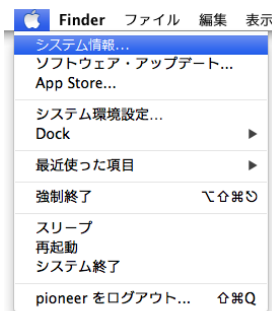 Finder ファイル 編集 表示
システム情報...
ソフトウェア・アップデート...
App Store...
システム環境設定...
Dock ▶
最近使った項目 ▶
強制終了 ⌥⇧⌘⎋
スリープ
再起動
システム終了
pioneer をログアウト... ⇧⌘Q